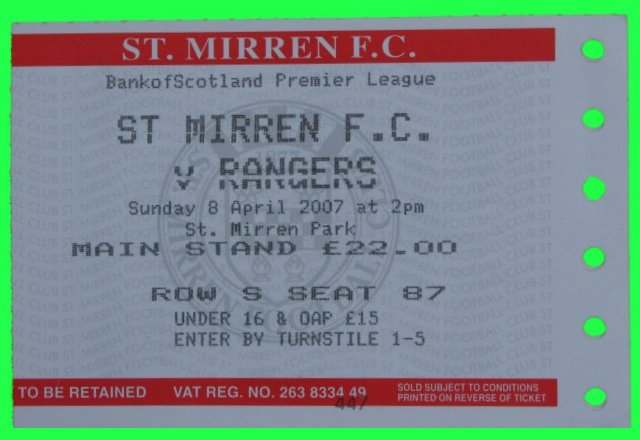 ST. MIRREN F.C.
BankofScotland Premier League
ST MIRREN F.C.
V RANGERS
Sunday 8 April 2007 at 2pm
St. Mirren Park
MAIN STAND £22.00
ROW S SEAT 87
UNDER 16 & OAP £15
ENTER BY TURNSTILE 1-5
TO BE RETAINED VAT REG. NO. 263 8334 49 SOLD SUBJECT TO CONDITIONS
PRINTED ON REVERSE OF TICKET
447